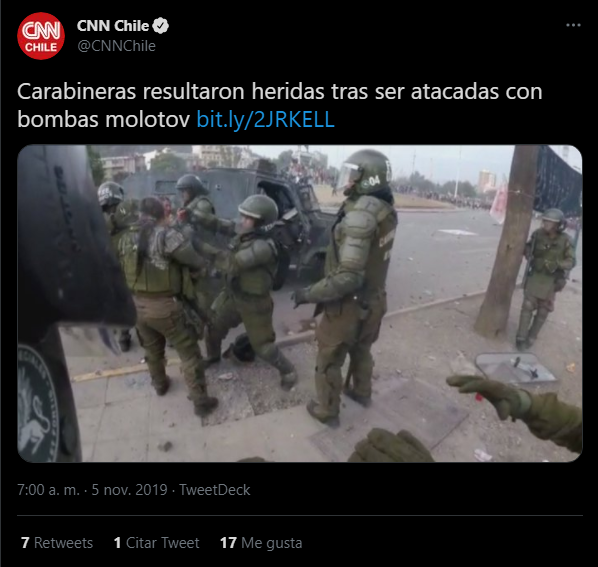 CNN
CHILE
CNN Chile
@CNNChile
Carabineras resultaron heridas tras ser atacadas con
bombas molotov bit.ly/2JRKELL
04
7:00 a. m. · 5 nov. 2019 · TweetDeck
7 Retweets 1 Citar Tweet 17 Me gusta